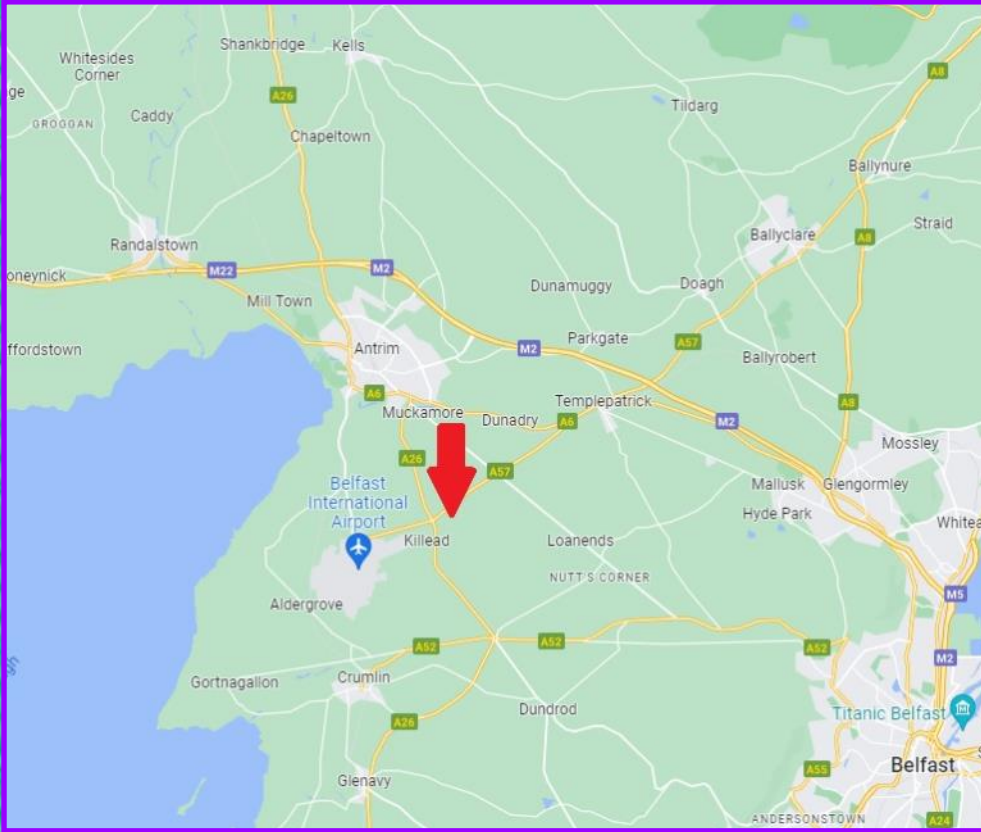 Whitesides
Corner
Shankbridge
Kells
A8
ge
A26
Tildarg
GROGGAN
Caddy
Chapeltown
Ballynure
Straid
Randalstown
Ballyclare
A8
oneynick
M22
M2
Dunamuggy
Doagh
Mill Town
ffordstown
Antrim
M2
Parkgate
A57
Ballyrobert
A6
Muckamore
Dunadry
A6
Templepatrick
A8
M2
Mossley
A26
A57
Belfast
International
Airport
Mallusk
Glengormley
Hyde Park
Whitea
Killead
Loanends
NUTT'S CORNER
M5
Aldergrove
A52
A52
A52
M2
Gortnagallon
Crumlin
Dundrod
Titanic Belfast
A26
Glenavy
A55
Belfast
ANDERSONSTOWN
A24